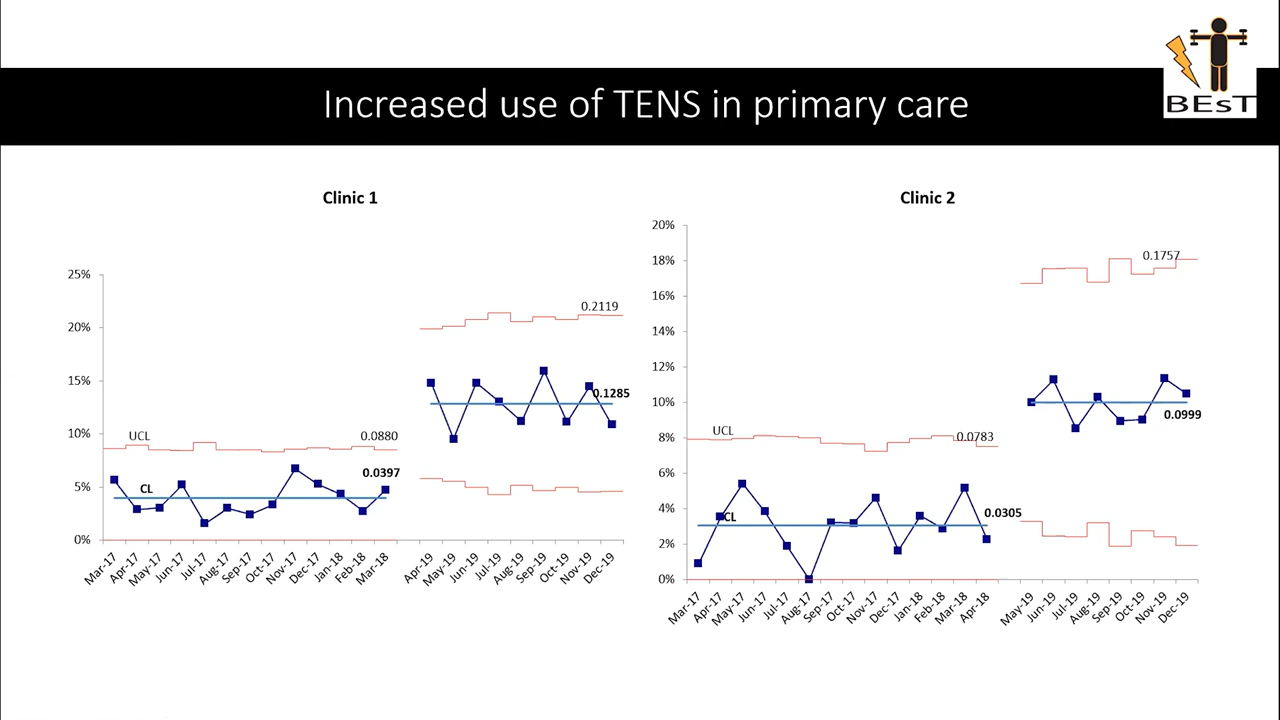 BEsT
Increased use of TENS in primary care
Clinic 1
25%
20%
15%
10%
5%
0%
UCL
CL
0.0880
0.0397
0.2119
0.1285
Mar-17
Apr-17
May-17
Jun-17
Jul-17
Aug-17
Sep-17
Oct-17
Nov-17
Dec-17
Jan-18
Feb-18
Mar-18
Apr-19
May-19
Jun-19
Jul-19
Aug-19
Sep-19
Oct-19
Nov-19
Dec-19
Clinic 2
20%
18%
16%
14%
12%
10%
8%
6%
4%
2%
0%
UCL
CL
0.0783
0.0305
0.1757
0.0999
Mar-17
Apr-17
May-17
Jun-17
Jul-17
Aug-17
Sep-17
Oct-17
Nov-17
Dec-17
Jan-18
Feb-18
Mar-18
Apr-18
May-19
Jun-19
Jul-19
Aug-19
Sep-19
Oct-19
Nov-19
Dec-19